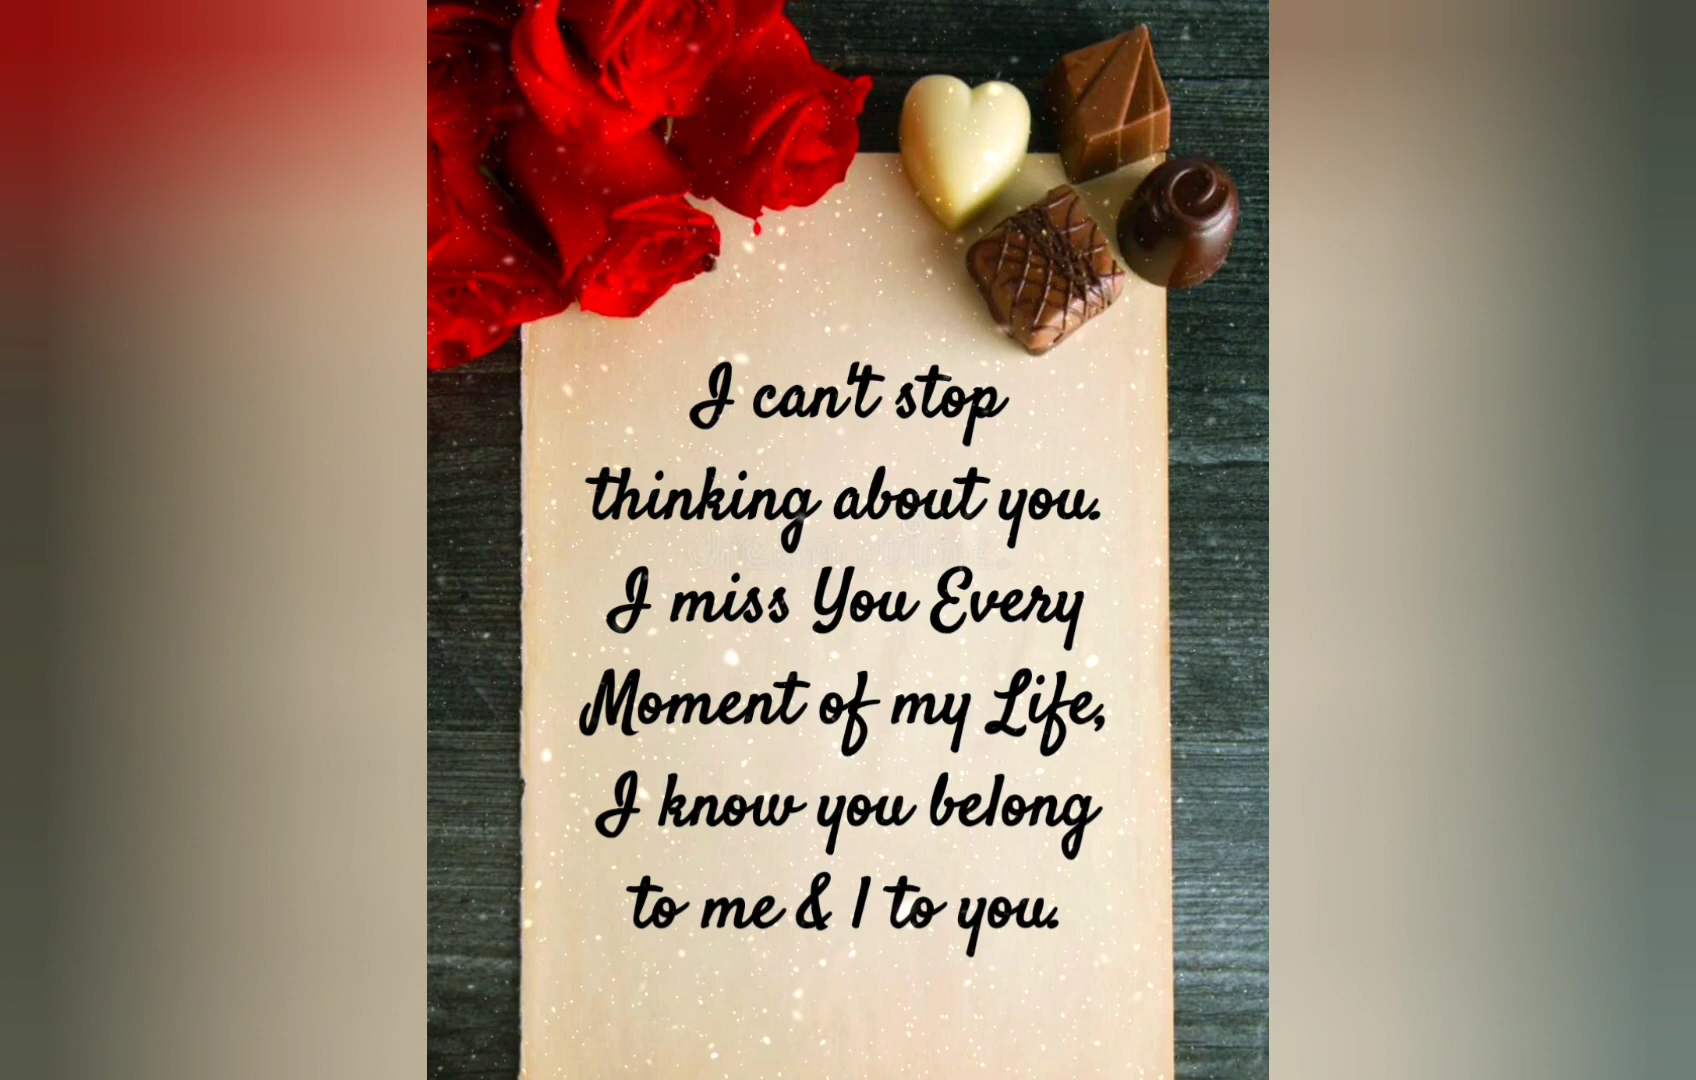 I can't stop
thinking about you.
I miss You Every
Moment of my Life,
I know you belong
to me & I to you.